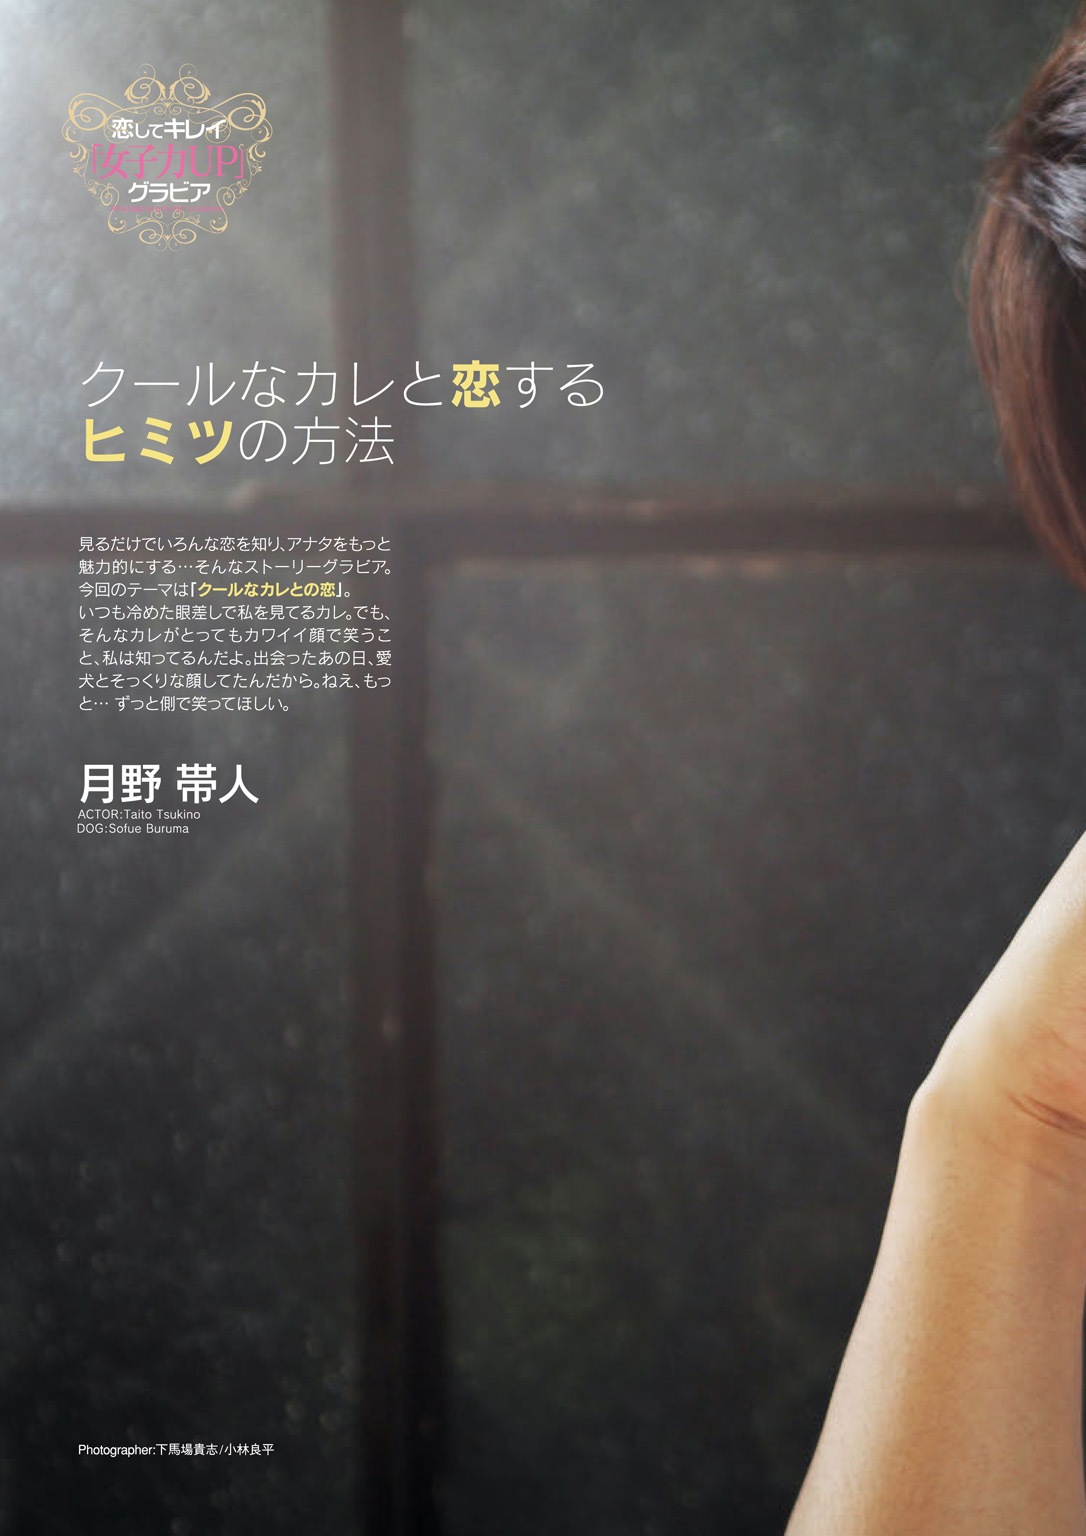 恋してキレイ
「女子力UP」
グラビア
クールなカレと恋する
ヒミツの方法
見るだけでいろんな恋を知り、アナタをもっと
魅力的にする…そんなストーリーグラビア。
今回のテーマは「クールなカレとの恋」。
いつも冷めた眼差しで私を見てるカレ。でも、
そんなカレがとってもカワイイ顔で笑うこ
と、私は知ってるんだよ。出会ったあの日、愛
犬とそっくりな顔してたんだから。ねえ、もっ
と… ずっと側で笑ってほしい。
月野 帯人
ACTOR:Taito Tsukino
DOG:Sofue Buruma
Photographer:下馬場貴志/小林良平